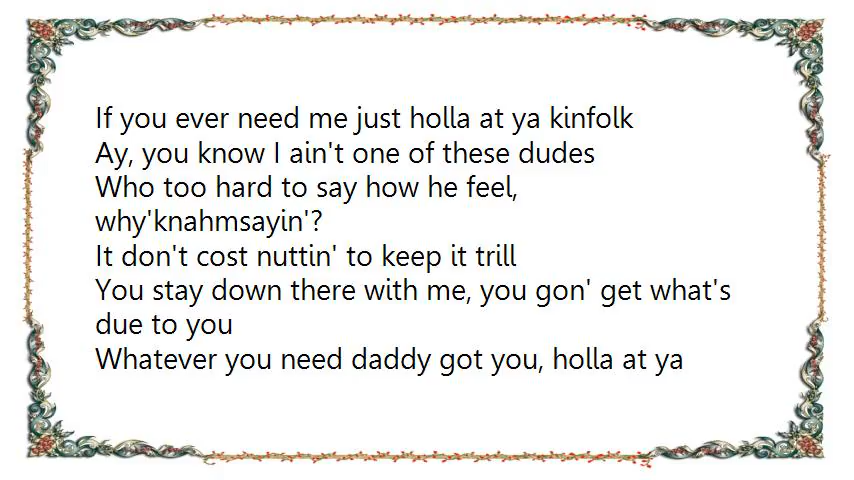 If you ever need me just holla at ya kinfolk
Ay, you know I ain't one of these dudes
Who too hard to say how he feel,
why'knahmsayin'?
It don't cost nuttin' to keep it trill
You stay down there with me, you gon' get what's
due to you
Whatever you need daddy got you, holla at ya